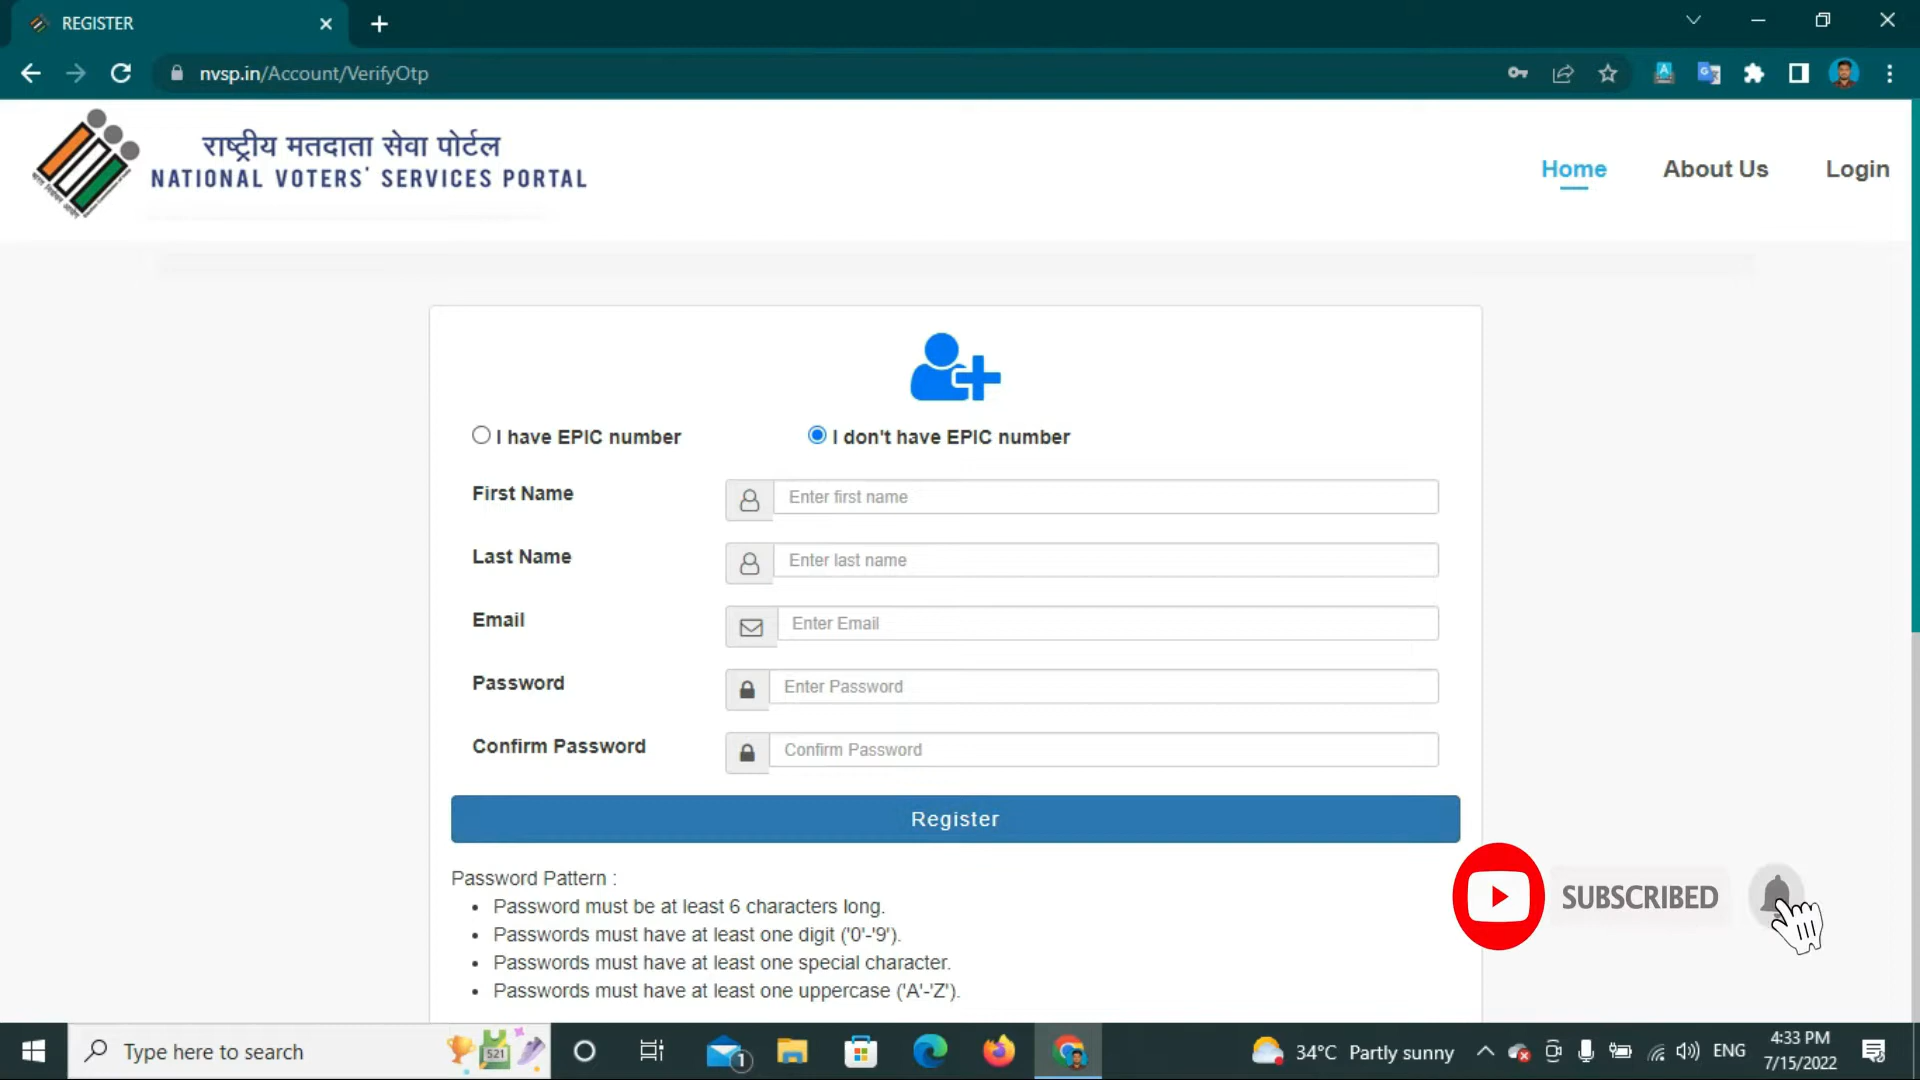 REGISTER
nvsp.in/Account/VerifyOtp
राष्ट्रीय मतदाता सेवा पोर्टल
NATIONAL VOTERS' SERVICES PORTAL
Home About Us Login
I have EPIC number I don't have EPIC number
First Name Enter first name
Last Name Enter last name
Email Enter Email
Password Enter Password
Confirm Password Confirm Password
Register
Password Pattern :
Password must be at least 6 characters long.
Passwords must have at least one digit ('0'-'9').
Passwords must have at least one special character.
Passwords must have at least one uppercase ('A'-'Z').
SUBSCRIBED
Type here to search
521
1
34°C Partly sunny
ENG
4:33 PM
7/15/2022